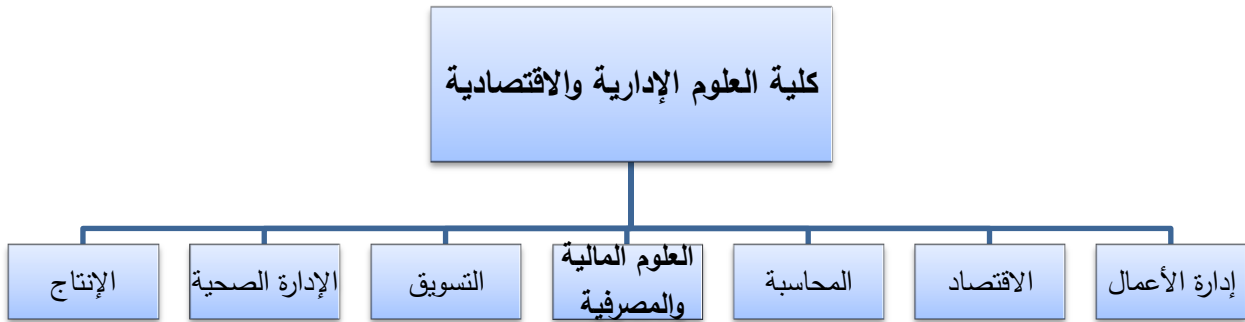 كلية العلوم الإدارية والاقتصادية
إدارة الأعمال
الاقتصاد
المحاسبة
العلوم المالية
والمصرفية
التسويق
الإدارة الصحية
الإنتاج